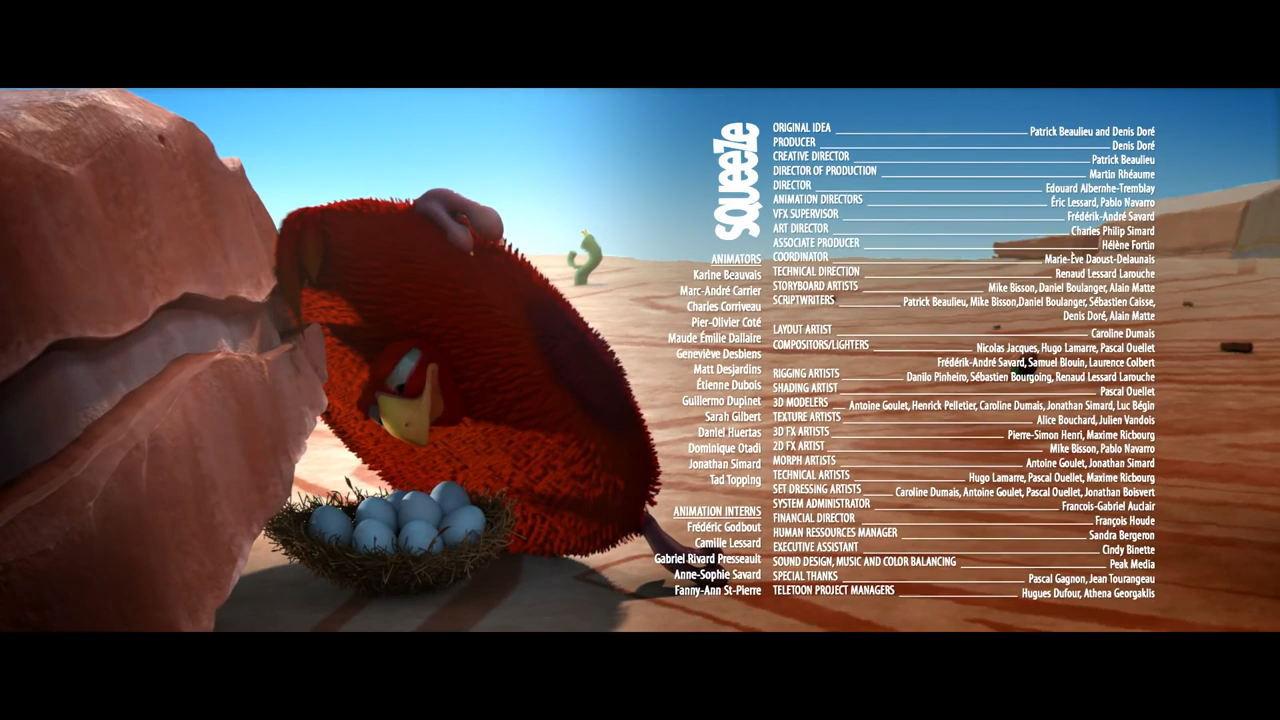 squeeze
ANIMATORS
Karine Beauvais
Marc-André Carrier
Charles Corriveau
Pier-Olivier Coté
Maude Émilie Dallaire
Geneviève Desbiens
Matt Desjardins
Étienne Dubois
Guillermo Dupinet
Sarah Gilbert
Daniel Huertas
Dominique Otadi
Jonathan Simard
Tad Topping
ANIMATION INTERNS
Frédéric Godbout
Camille Lessard
Gabriel Rivard Presseault
Anne-Sophie Savard
Fanny-Ann St-Pierre
ORIGINAL IDEA Patrick Beaulieu and Denis Doré
PRODUCER Denis Doré
CREATIVE DIRECTOR Patrick Beaulieu
DIRECTOR OF PRODUCTION Martin Rhéaume
DIRECTOR Edouard Albernhe-Tremblay
ANIMATION DIRECTORS Éric Lessard, Pablo Navarro
VFX SUPERVISOR Frédérik-André Savard
ART DIRECTOR Charles Philip Simard
ASSOCIATE PRODUCER Hélène Fortin
COORDINATOR Marie-Ève Daoust-Delaunais
TECHNICAL DIRECTION Renaud Lessard Larouche
STORYBOARD ARTISTS Mike Bisson, Daniel Boulanger, Alain Matte
SCRIPTWRITERS Patrick Beaulieu, Mike Bisson,Daniel Boulanger, Sébastien Caisse,
Denis Doré, Alain Matte
LAYOUT ARTIST Caroline Dumais
COMPOSITORS/LIGHTERS Nicolas Jacques, Hugo Lamarre, Pascal Ouellet
Frédérik-André Savard, Samuel Blouin, Laurence Colbert
RIGGING ARTISTS Danilo Pinheiro, Sébastien Bourgoing, Renaud Lessard Larouche
SHADING ARTIST Pascal Ouellet
3D MODELERS Antoine Goulet, Henrick Pelletier, Caroline Dumais, Jonathan Simard, Luc Bégin
TEXTURE ARTISTS Alice Bouchard, Julien Vandois
3D FX ARTISTS Pierre-Simon Henri, Maxime Ricbourg
2D FX ARTIST Mike Bisson, Pablo Navarro
MORPH ARTISTS Antoine Goulet, Jonathan Simard
TECHNICAL ARTISTS Hugo Lamarre, Pascal Ouellet, Maxime Ricbourg
SET DRESSING ARTISTS Caroline Dumais, Antoine Goulet, Pascal Ouellet, Jonathan Boisvert
SYSTEM ADMINISTRATOR Francois-Gabriel Auclair
FINANCIAL DIRECTOR François Houde
HUMAN RESSOURCES MANAGER Sandra Bergeron
EXECUTIVE ASSISTANT Cindy Binette
SOUND DESIGN, MUSIC AND COLOR BALANCING Peak Media
SPECIAL THANKS Pascal Gagnon, Jean Tourangeau
TELETOON PROJECT MANAGERS Hugues Dufour, Athena Georgaklis